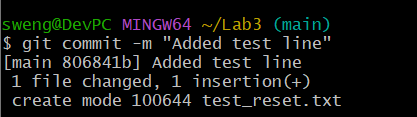 sweng@DevPC MINGW64 ~/Lab3 (main)
$ git commit -m "Added test line"
[main 806841b] Added test line
 1 file changed, 1 insertion(+)
 create mode 100644 test_reset.txt